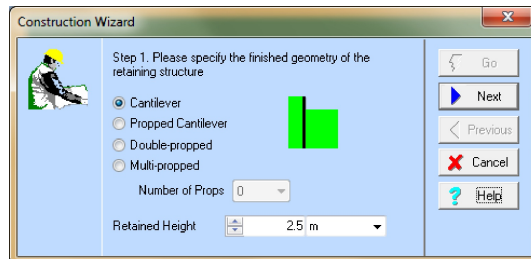 Construction Wizard
Step 1. Please specify the finished geometry of the
retaining structure
Cantilever
Propped Cantilever
Double-propped
Multi-propped
Number of Props 0
Retained Height 2.5 m
Go
Next
Previous
Cancel
Help